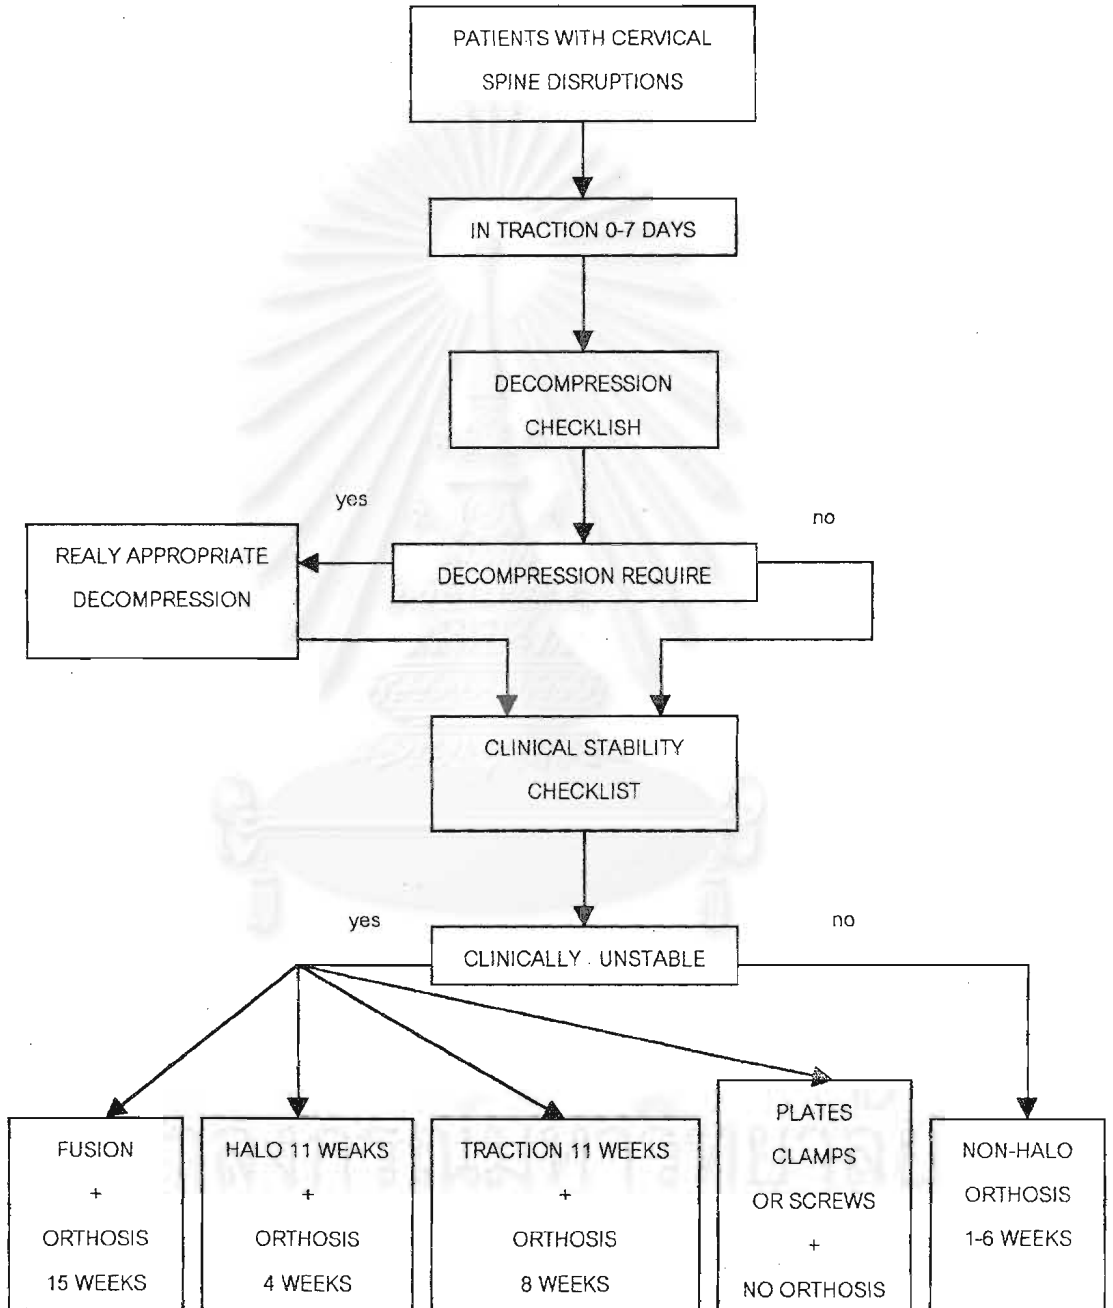 PATIENTS WITH CERVICAL
SPINE DISRUPTIONS
IN TRACTION 0-7 DAYS
DECOMPRESSION
CHECKLISH
yes
no
REALY APPROPRIATE
DECOMPRESSION
DECOMPRESSION REQUIRE
CLINICAL STABILITY
CHECKLIST
yes
no
CLINICALLY . UNSTABLE
FUSION
+
ORTHOSIS
15 WEEKS
HALO 11 WEAKS
+
ORTHOSIS
4 WEEKS
TRACTION 11 WEEKS
+
ORTHOSIS
8 WEEKS
PLATES
CLAMPS
OR SCREWS
+
NO ORTHOSIS
NON-HALO
ORTHOSIS
1-6 WEEKS